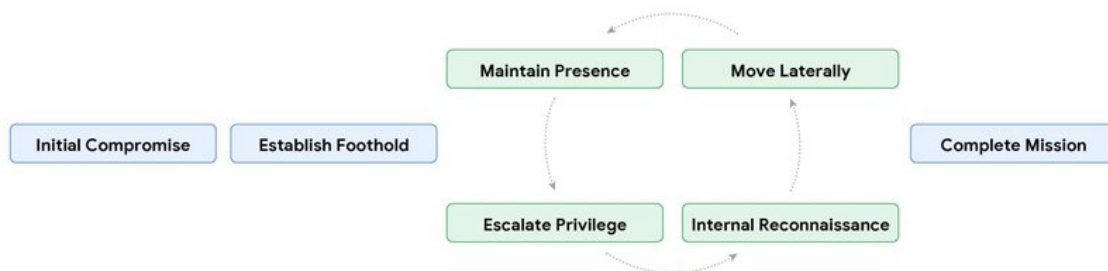 Maintain Presence
Move Laterally
Initial Compromise
Establish Foothold
Complete Mission
Escalate Privilege
Internal Reconnaissance